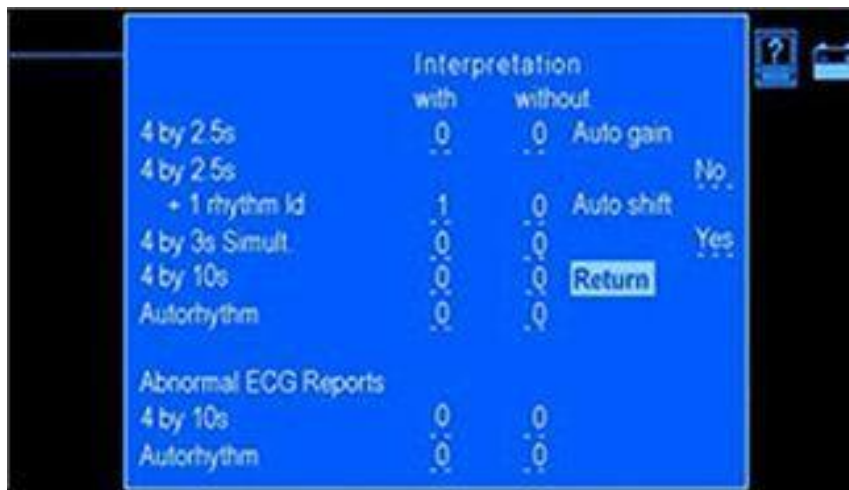 ?
Interpretation
with without
4 by 2.5s 0 0 Auto gain
4 by 2.5s No
+ 1 rhythm ld 1 0 Auto shift
4 by 3s Simult. 0 0 Yes
4 by 10s 0 0 Return
Autorhythm 0 0
Abnormal ECG Reports
4 by 10s 0 0
Autorhythm 0 0